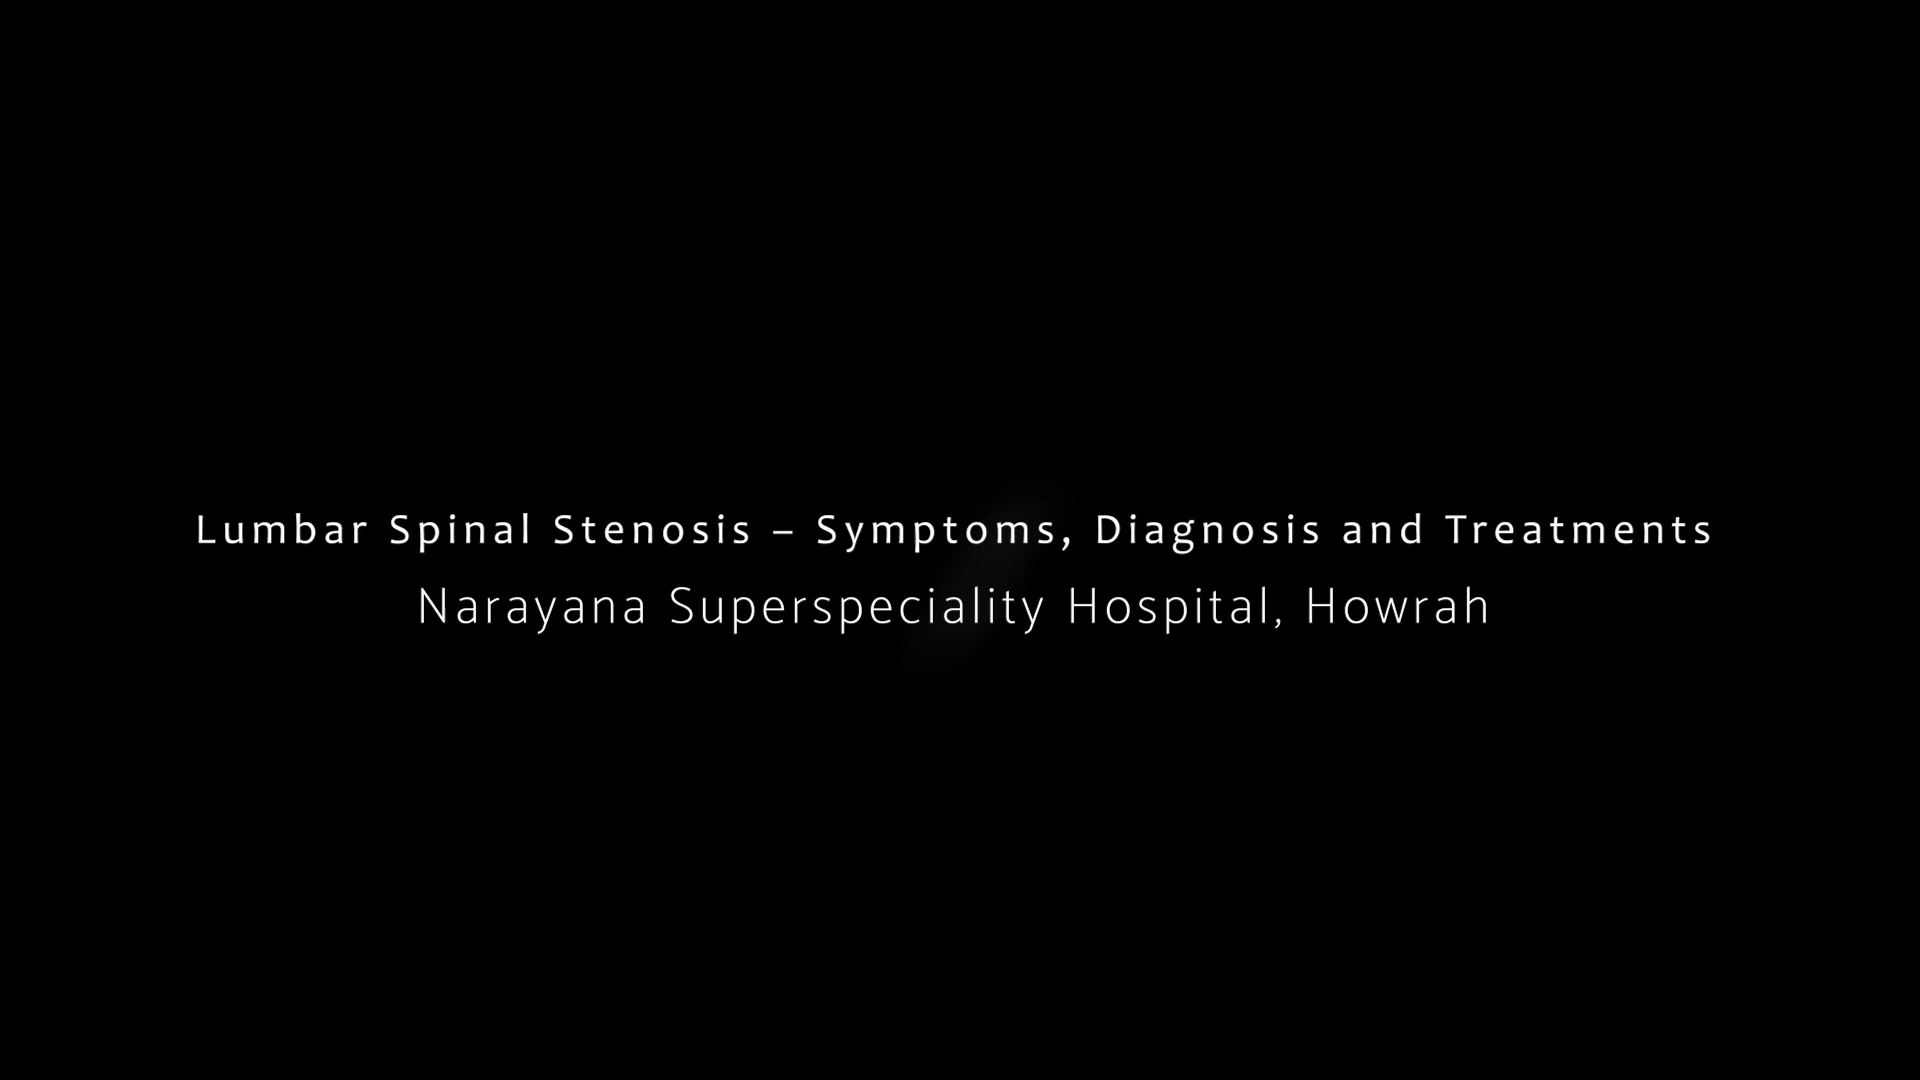 Lumbar Spinal Stenosis – Symptoms, Diagnosis and Treatments
Narayana Superspeciality Hospital, Howrah